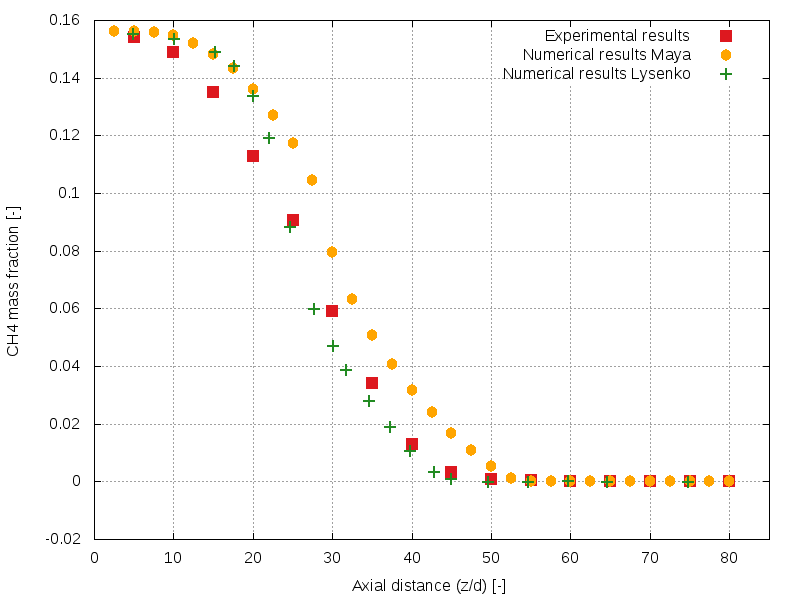 Experimental results
Numerical results Maya
Numerical results Lysenko
0.16
0.14
0.12
0.1
0.08
0.06
0.04
0.02
0
-0.02
CH4 mass fraction [-]
0 10 20 30 40 50 60 70 80
Axial distance (z/d) [-]